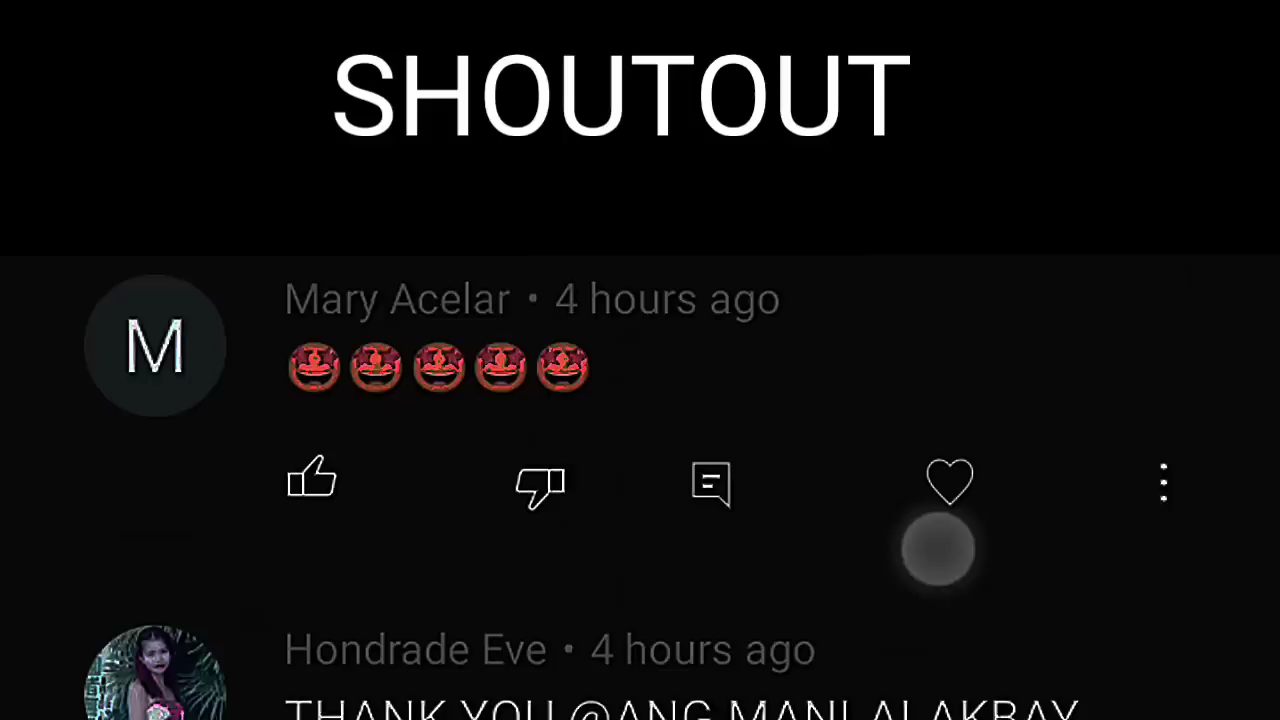 SHOUTOUT
M
Mary Acelar • 4 hours ago
🤩🤩🤩🤩🤩
Hondrade Eve • 4 hours ago
THANK YOU @ANG MANLALAKBAY